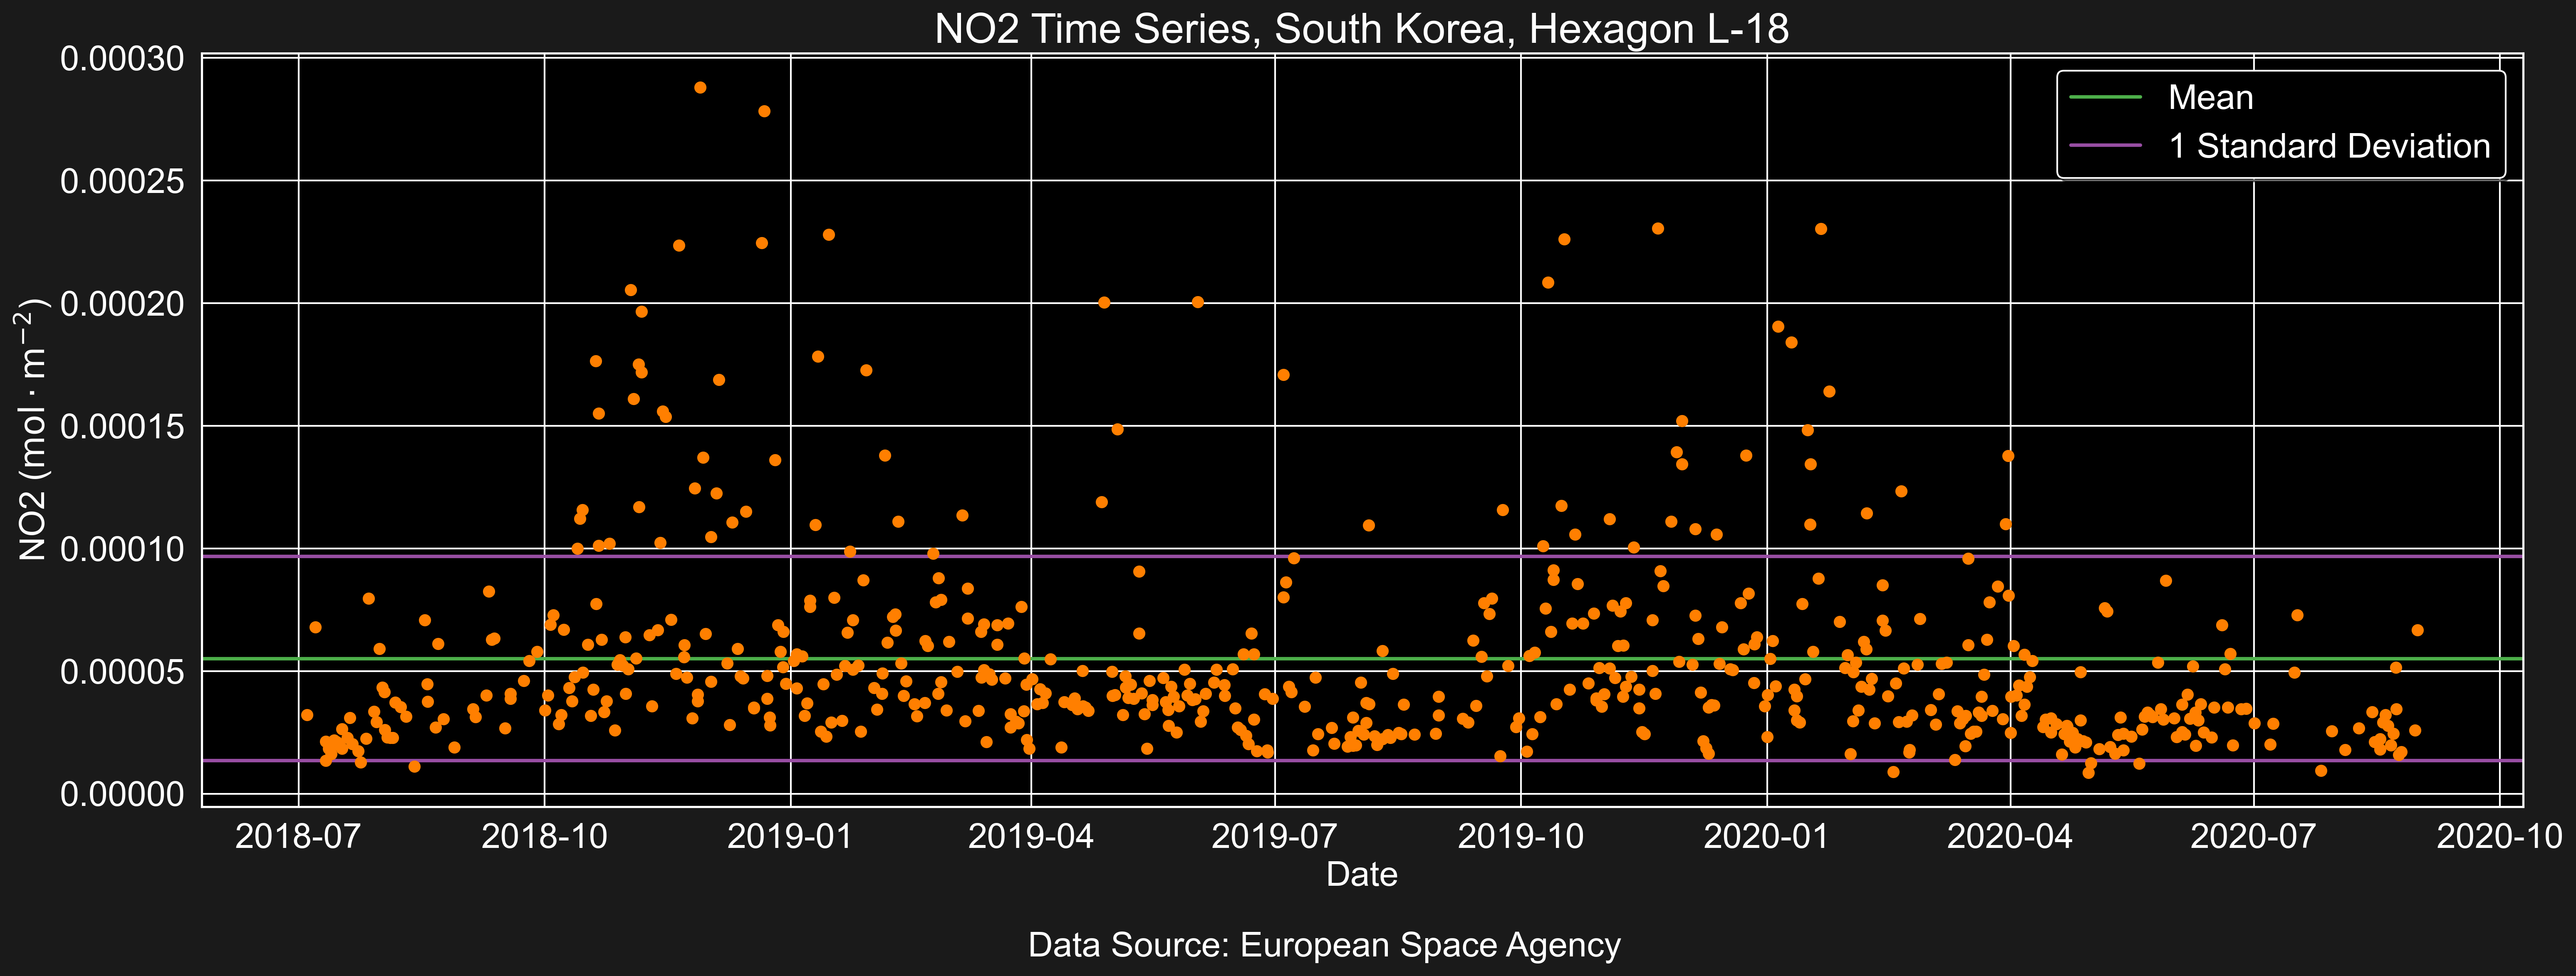 NO2 Time Series, South Korea, Hexagon L-18
0.00030
0.00025
0.00020
0.00015
0.00010
0.00005
0.00000
NO2 (mol · m⁻²)
Mean
1 Standard Deviation
2018-07
2018-10
2019-01
2019-04
2019-07
2019-10
2020-01
2020-04
2020-07
2020-10
Date
Data Source: European Space Agency